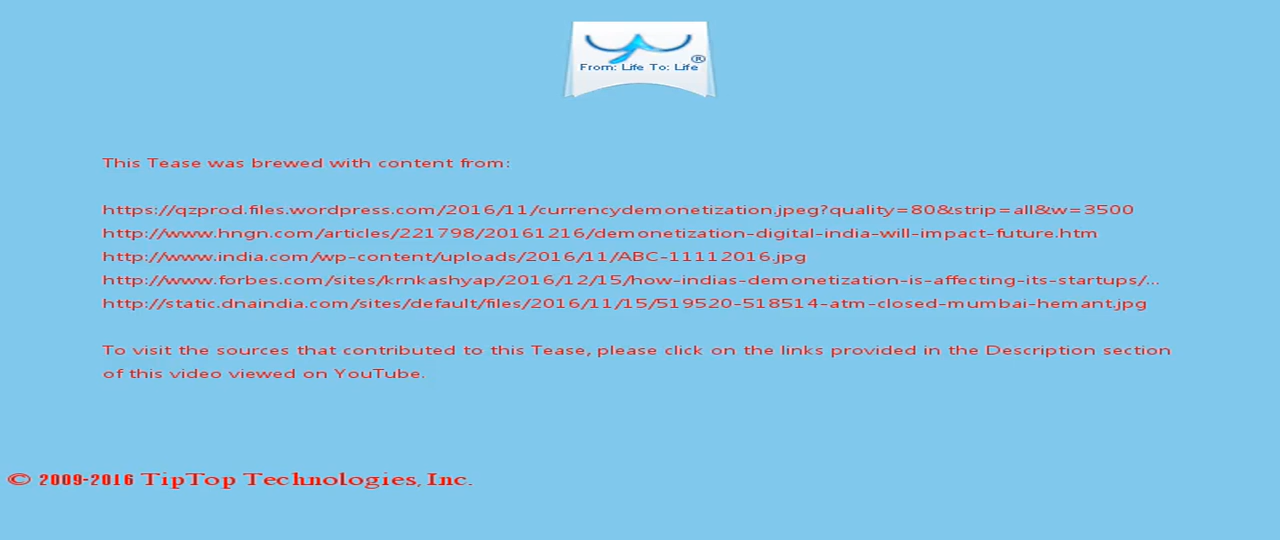 From: Life To: Life
®
This Tease was brewed with content from:
https://qzprod.files.wordpress.com/2016/11/currencydemonetization.jpeg?quality=80&strip=all&w=3500
http://www.hngn.com/articles/221798/20161216/demonetization-digital-india-will-impact-future.htm
http://www.india.com/wp-content/uploads/2016/11/ABC-11112016.jpg
http://www.forbes.com/sites/krnkashyap/2016/12/15/how-indias-demonetization-is-affecting-its-startups/...
http://static.dnaindia.com/sites/default/files/2016/11/15/519520-518514-atm-closed-mumbai-hemant.jpg
To visit the sources that contributed to this Tease, please click on the links provided in the Description section
of this video viewed on YouTube.
© 2009-2016 TipTop Technologies, Inc.